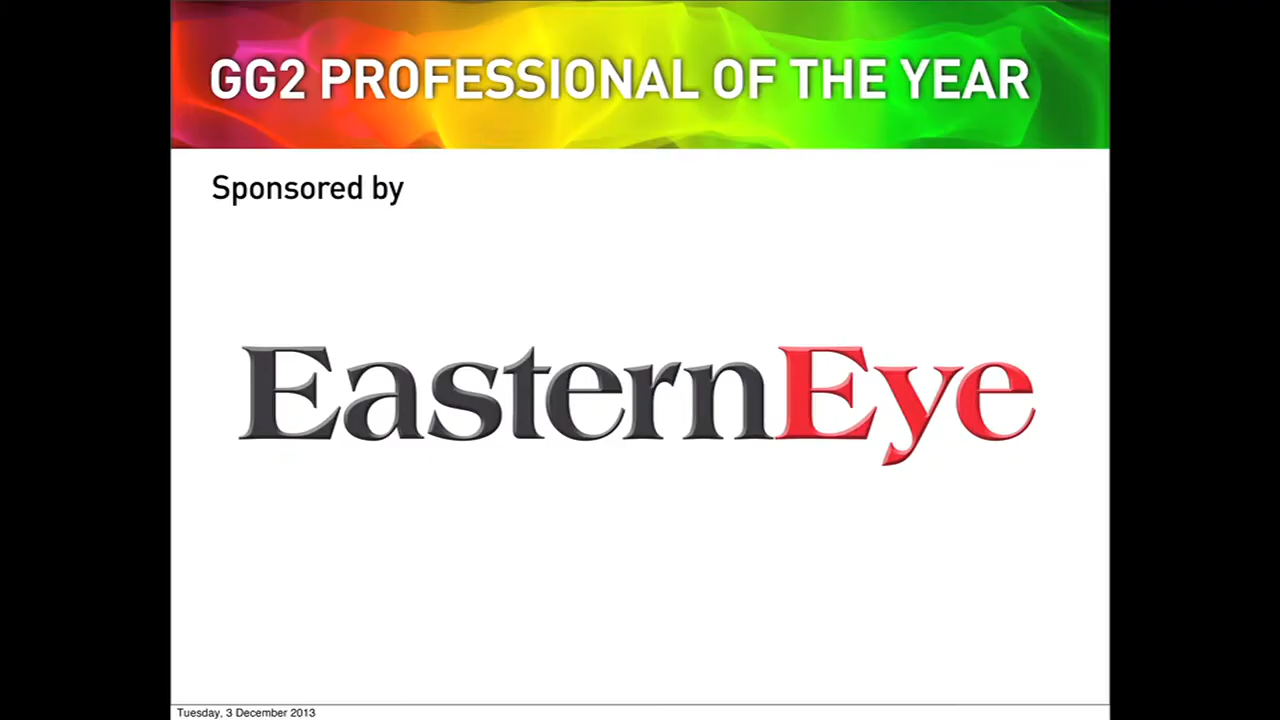 GG2 PROFESSIONAL OF THE YEAR
Sponsored by
EasternEye
Tuesday, 3 December 2013